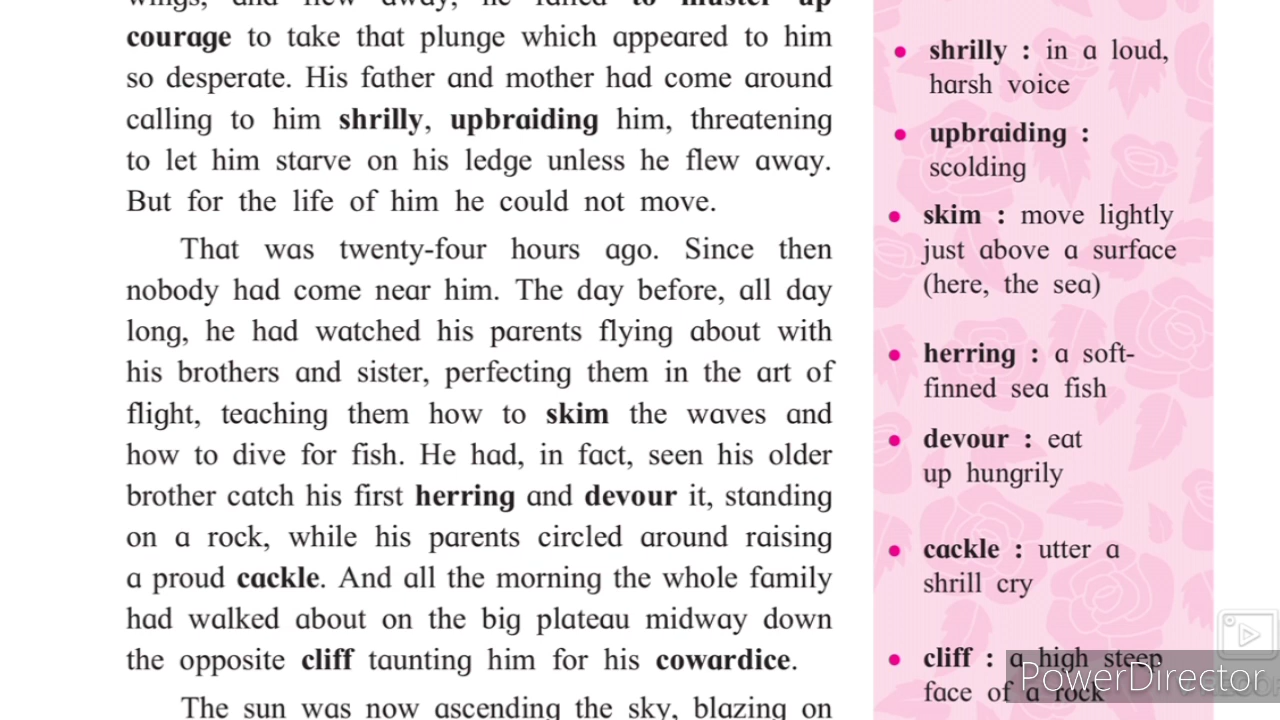 wings, and flew away, he failed to muster up
courage to take that plunge which appeared to him
so desperate. His father and mother had come around
calling to him shrilly, upbraiding him, threatening
to let him starve on his ledge unless he flew away.
But for the life of him he could not move.
That was twenty-four hours ago. Since then
nobody had come near him. The day before, all day
long, he had watched his parents flying about with
his brothers and sister, perfecting them in the art of
flight, teaching them how to skim the waves and
how to dive for fish. He had, in fact, seen his older
brother catch his first herring and devour it, standing
on a rock, while his parents circled around raising
a proud cackle. And all the morning the whole family
had walked about on the big plateau midway down
the opposite cliff taunting him for his cowardice.
The sun was now ascending the sky, blazing on
• shrilly : in a loud,
harsh voice
• upbraiding :
scolding
• skim : move lightly
just above a surface
(here, the sea)
• herring : a soft-
finned sea fish
• devour : eat
up hungrily
• cackle : utter a
shrill cry
• cliff : a high steep
face of a rock
PowerDirector